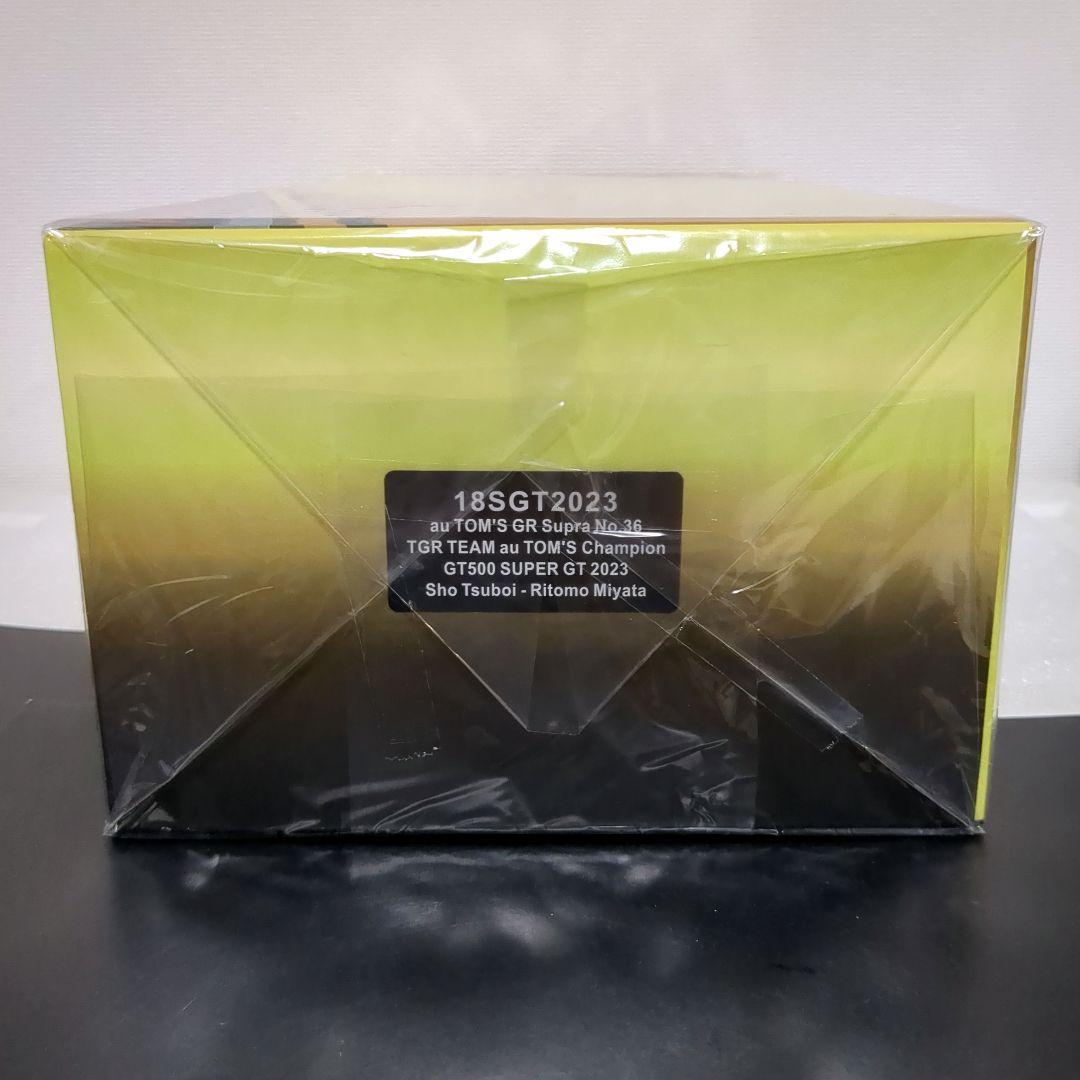 18SGT2023
au TOM'S GR Supra No.36
TGR TEAM au TOM'S Champion
GT500 SUPER GT 2023
Sho Tsuboi - Ritomo Miyata